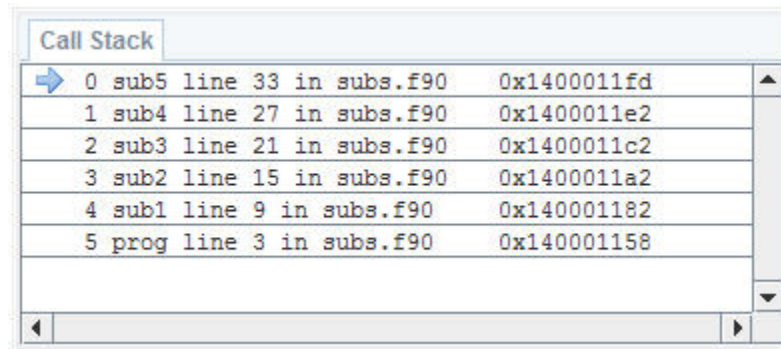 Call Stack
0 sub5 line 33 in subs.f90 0x1400011fd
1 sub4 line 27 in subs.f90 0x1400011e2
2 sub3 line 21 in subs.f90 0x1400011c2
3 sub2 line 15 in subs.f90 0x1400011a2
4 sub1 line 9 in subs.f90 0x140001182
5 prog line 3 in subs.f90 0x140001158